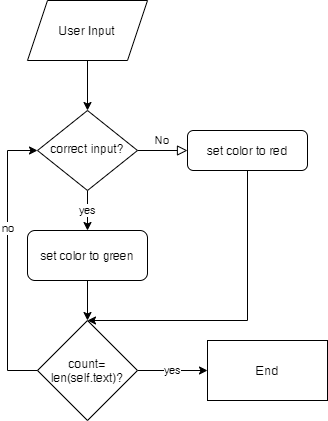 User Input
correct input?
No
set color to red
yes
no
set color to green
count=
len(self.text)?
yes
End